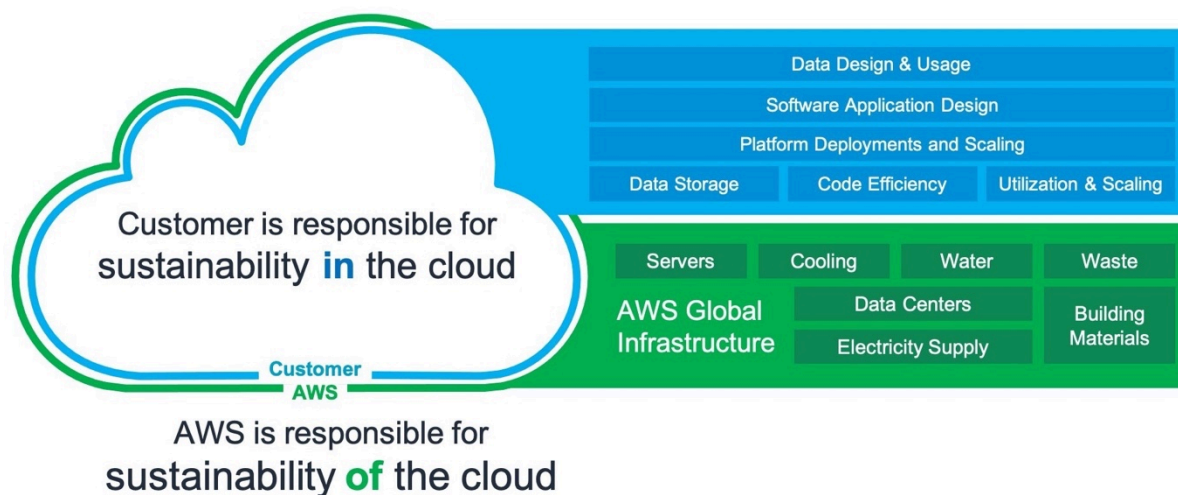 Data Design & Usage
Software Application Design
Platform Deployments and Scaling
Data Storage
Code Efficiency
Utilization & Scaling
Customer is responsible for
sustainability in the cloud
Servers
Cooling
Water
Waste
AWS Global
Infrastructure
Data Centers
Electricity Supply
Building
Materials
Customer
AWS
AWS is responsible for
sustainability of the cloud